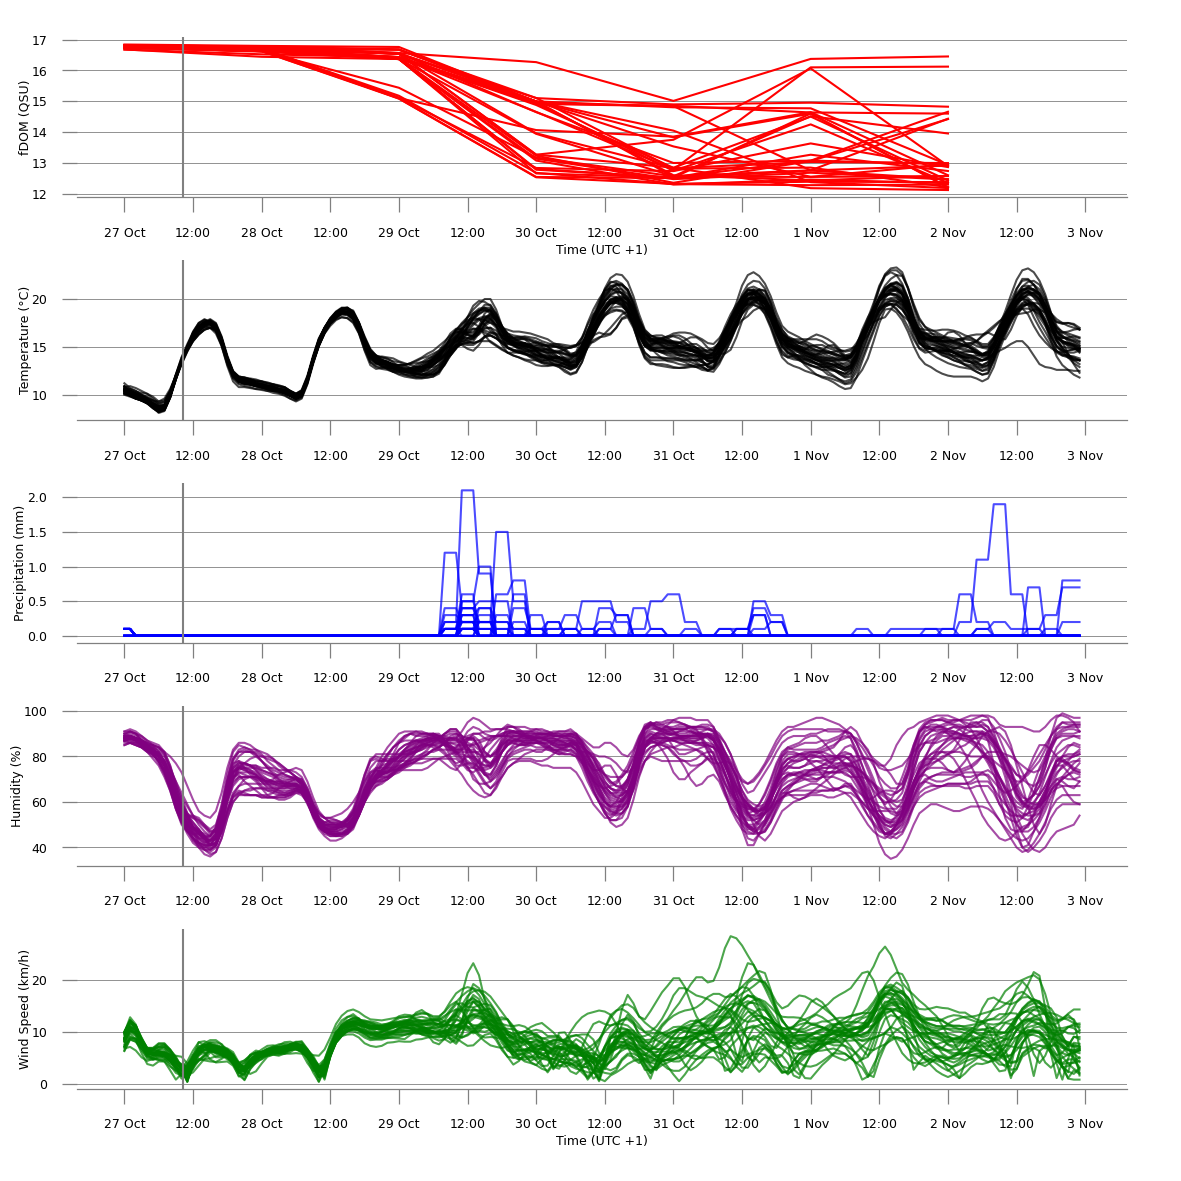 17
16
15
14
13
12
fDOM (QSU)
27 Oct 12:00 28 Oct 12:00 29 Oct 12:00 30 Oct 12:00 31 Oct 12:00 1 Nov 12:00 2 Nov 12:00 3 Nov
Time (UTC +1)
20
15
10
Temperature (°C)
27 Oct 12:00 28 Oct 12:00 29 Oct 12:00 30 Oct 12:00 31 Oct 12:00 1 Nov 12:00 2 Nov 12:00 3 Nov
2.0
1.5
1.0
0.5
0.0
Precipitation (mm)
27 Oct 12:00 28 Oct 12:00 29 Oct 12:00 30 Oct 12:00 31 Oct 12:00 1 Nov 12:00 2 Nov 12:00 3 Nov
100
80
60
40
Humidity (%)
27 Oct 12:00 28 Oct 12:00 29 Oct 12:00 30 Oct 12:00 31 Oct 12:00 1 Nov 12:00 2 Nov 12:00 3 Nov
20
10
0
Wind Speed (km/h)
27 Oct 12:00 28 Oct 12:00 29 Oct 12:00 30 Oct 12:00 31 Oct 12:00 1 Nov 12:00 2 Nov 12:00 3 Nov
Time (UTC +1)